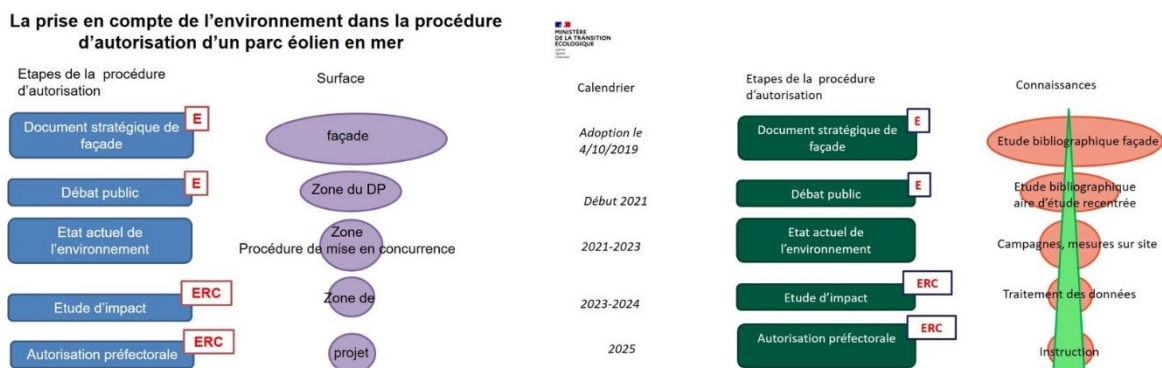 La prise en compte de l'environnement dans la procédure
d'autorisation d'un parc éolien en mer
MINISTÈRE
DE LA TRANSITION
ÉCOLOGIQUE
Etapes de la procédure
d'autorisation
Surface
Calendrier
Document stratégique de
façade
E
façade
Adoption le
4/10/2019
Débat public
E
Zone du DP
Début 2021
Etat actuel de
l'environnement
Zone
Procédure de mise en concurrence
2021-2023
Etude d'impact
ERC
Zone de
2023-2024
Autorisation préfectorale
ERC
projet
2025
Etapes de la procédure
d'autorisation
Connaissances
Document stratégique de
façade
E
Etude bibliographique façade
Débat public
E
Etude bibliographique
aire d'étude recentrée
Etat actuel de
l'environnement
Campagnes, mesures sur site
Etude d'impact
ERC
Traitement des données
Autorisation préfectorale
ERC
Instruction